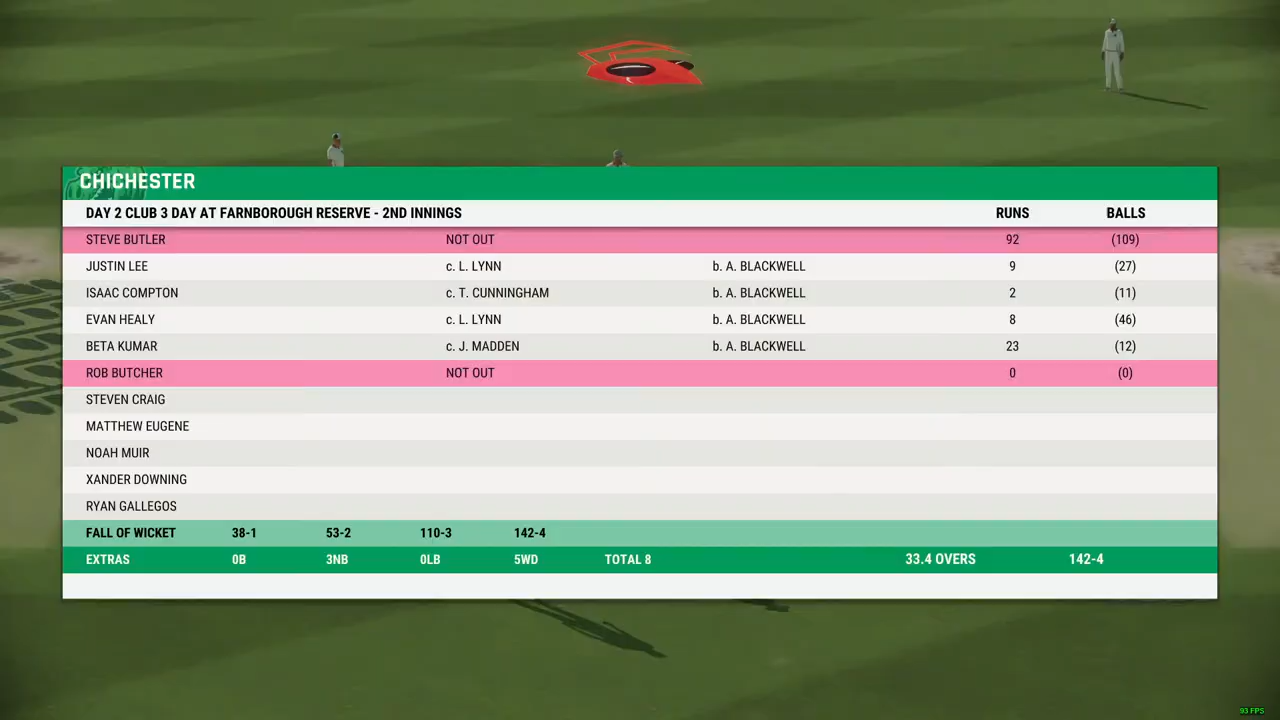 CHICHESTER
DAY 2 CLUB 3 DAY AT FARNBOROUGH RESERVE - 2ND INNINGS RUNS BALLS
STEVE BUTLER NOT OUT 92 (109)
JUSTIN LEE c. L. LYNN b. A. BLACKWELL 9 (27)
ISAAC COMPTON c. T. CUNNINGHAM b. A. BLACKWELL 2 (11)
EVAN HEALY c. L. LYNN b. A. BLACKWELL 8 (46)
BETA KUMAR c. J. MADDEN b. A. BLACKWELL 23 (12)
ROB BUTCHER NOT OUT 0 (0)
STEVEN CRAIG
MATTHEW EUGENE
NOAH MUIR
XANDER DOWNING
RYAN GALLEGOS
FALL OF WICKET 38-1 53-2 110-3 142-4
EXTRAS 0B 3NB 0LB 5WD TOTAL 8 33.4 OVERS 142-4
93 FPS